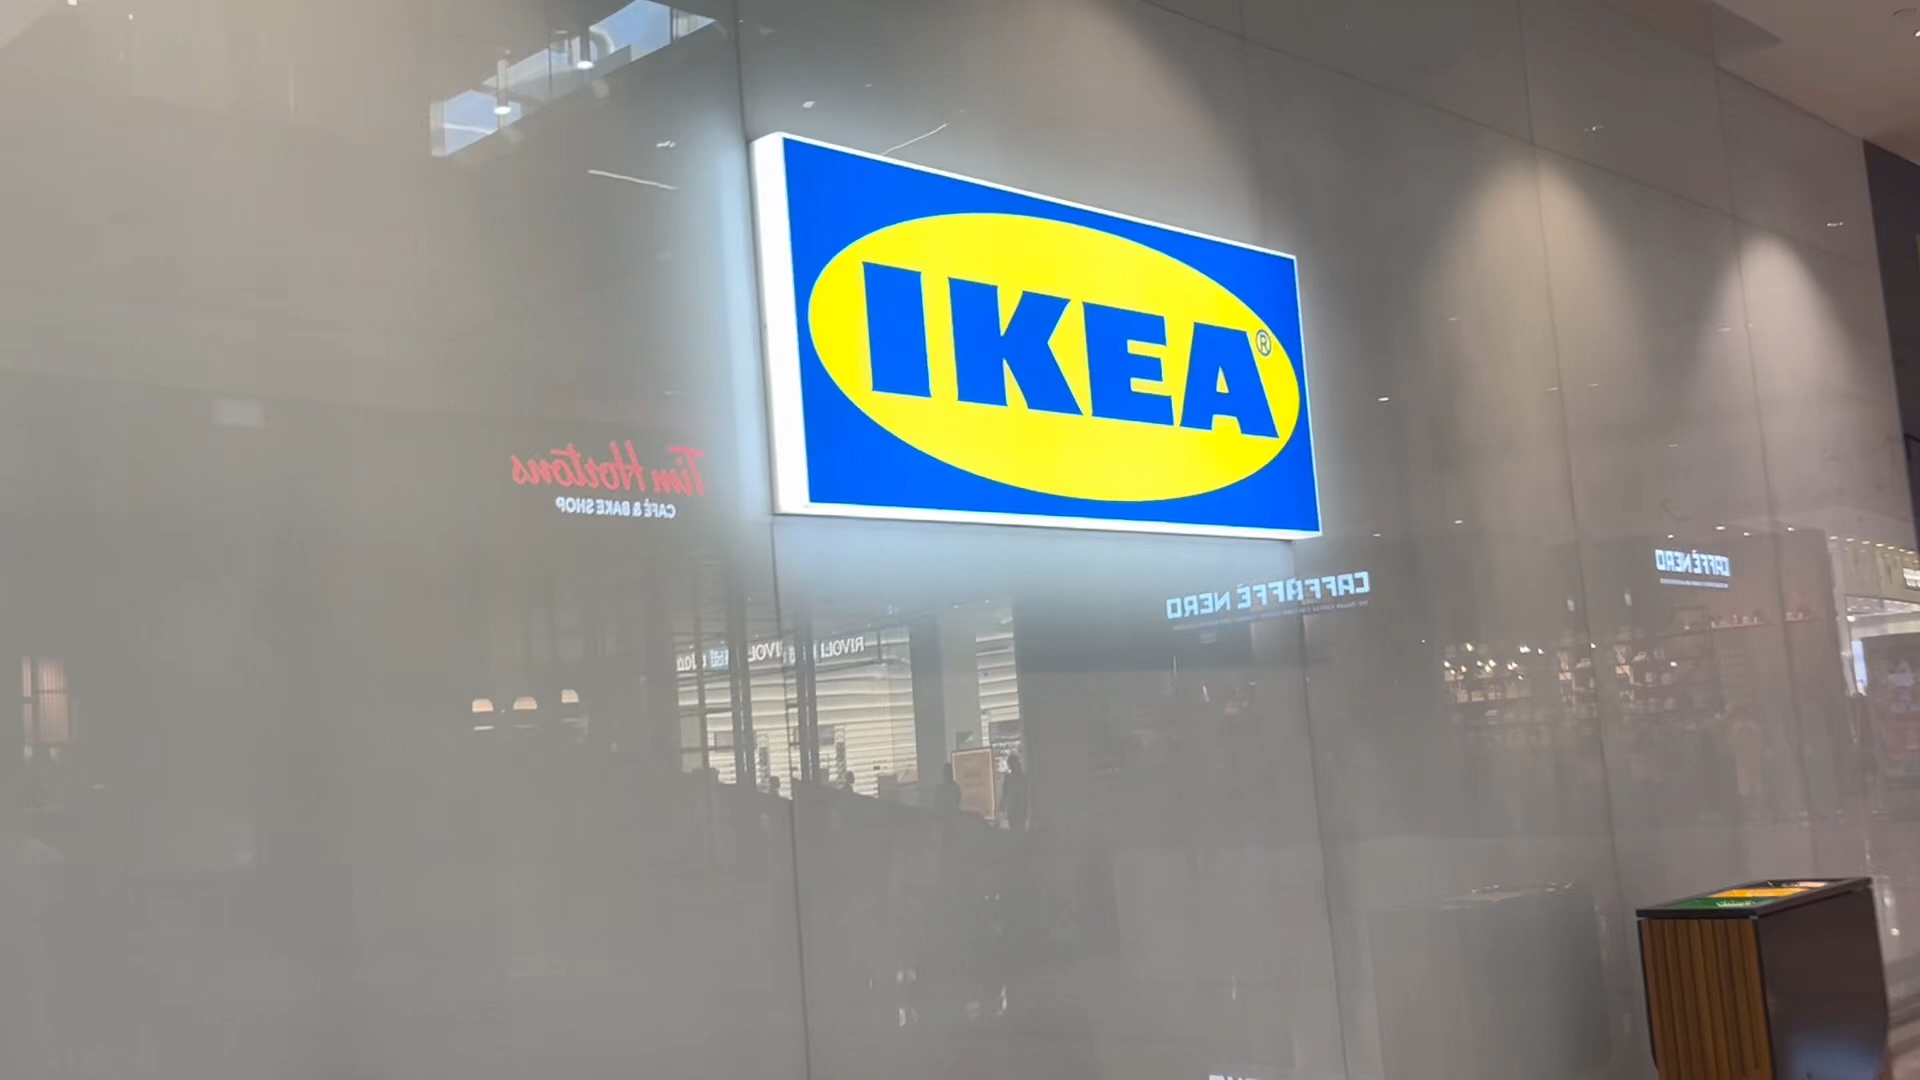 IKEA®
Tim Hortons
CAFÉ & BAKE SHOP
CAFFÈ NERO
CAFFÈ NERO
RIVOLI